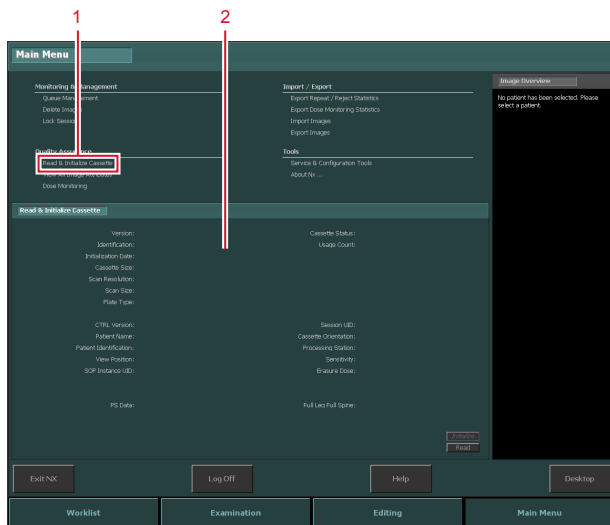 1
2
Main Menu
Monitoring & Management
Queue Management
Delete Images
Lock Session
Import / Export
Export Repeat / Reject Statistics
Export Dose Monitoring Statistics
Import Images
Export Images
Image Overview
No patient has been selected. Please
select a patient.
Quality Assurance
Read & Initialize Cassette
View All Image Attributes
Dose Monitoring
Tools
Service & Configuration Tools
About Nx ...
Read & Initialize Cassette
Version:
Identification:
Initialization Date:
Cassette Size:
Scan Resolution:
Scan Size:
Plate Type:
Cassette Status:
Usage Count:
CTRL Version:
Patient Name:
Patient Identification:
View Position:
SOP Instance UID:
Session UID:
Cassette Orientation:
Processing Station:
Sensitivity:
Erasure Dose:
PS Data:
Full Leg Full Spine:
Initialize
Read
Exit NX
Log Off
Help
Desktop
Worklist
Examination
Editing
Main Menu